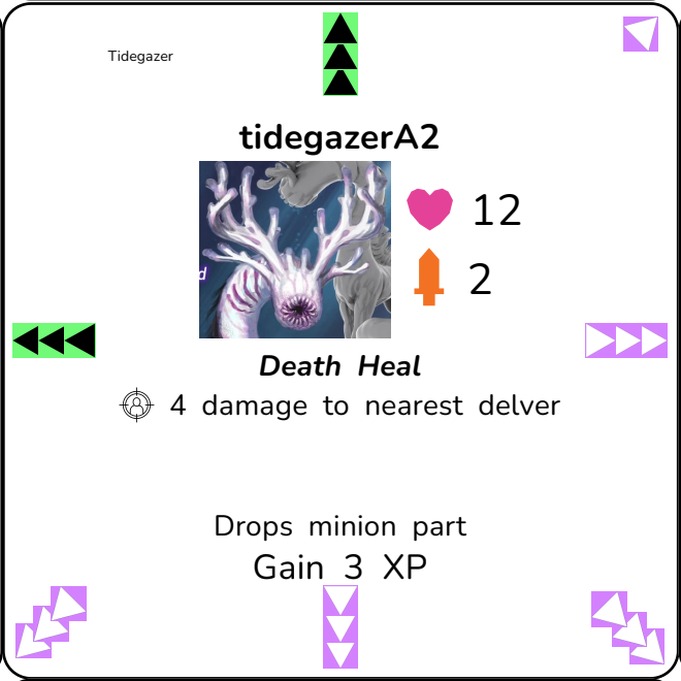 Tidegazer
tidegazerA2
12
d
2
Death Heal
4 damage to nearest delver
Drops minion part
Gain 3 XP